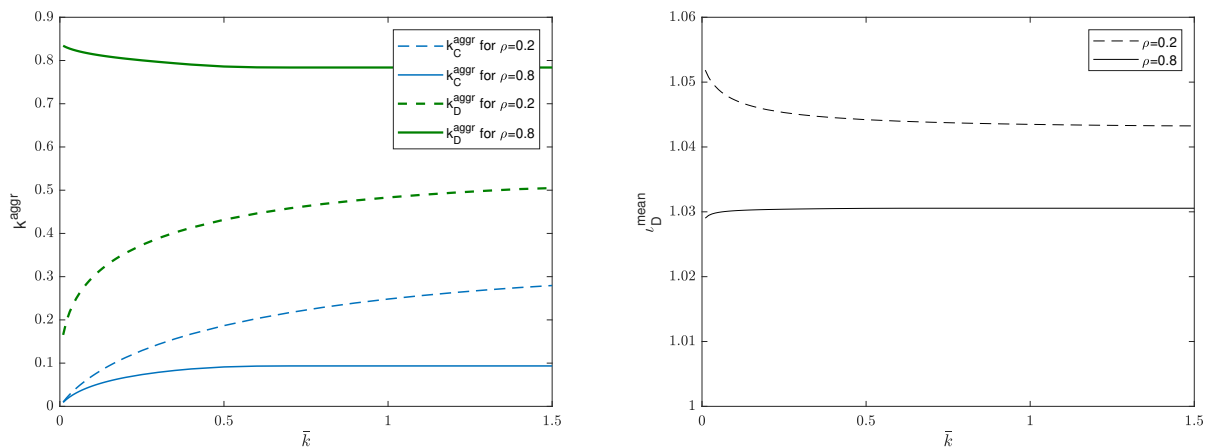 0.9
0.8
0.7
0.6
0.5
0.4
0.3
0.2
0.1
0
k^aggr
0
0.5
1
1.5
k̄
k_C^aggr for ρ=0.2
k_C^aggr for ρ=0.8
k_D^aggr for ρ=0.2
k_D^aggr for ρ=0.8
1.06
1.05
1.04
1.03
1.02
1.01
1
ι_D^mean
0
0.5
1
1.5
k̄
ρ=0.2
ρ=0.8